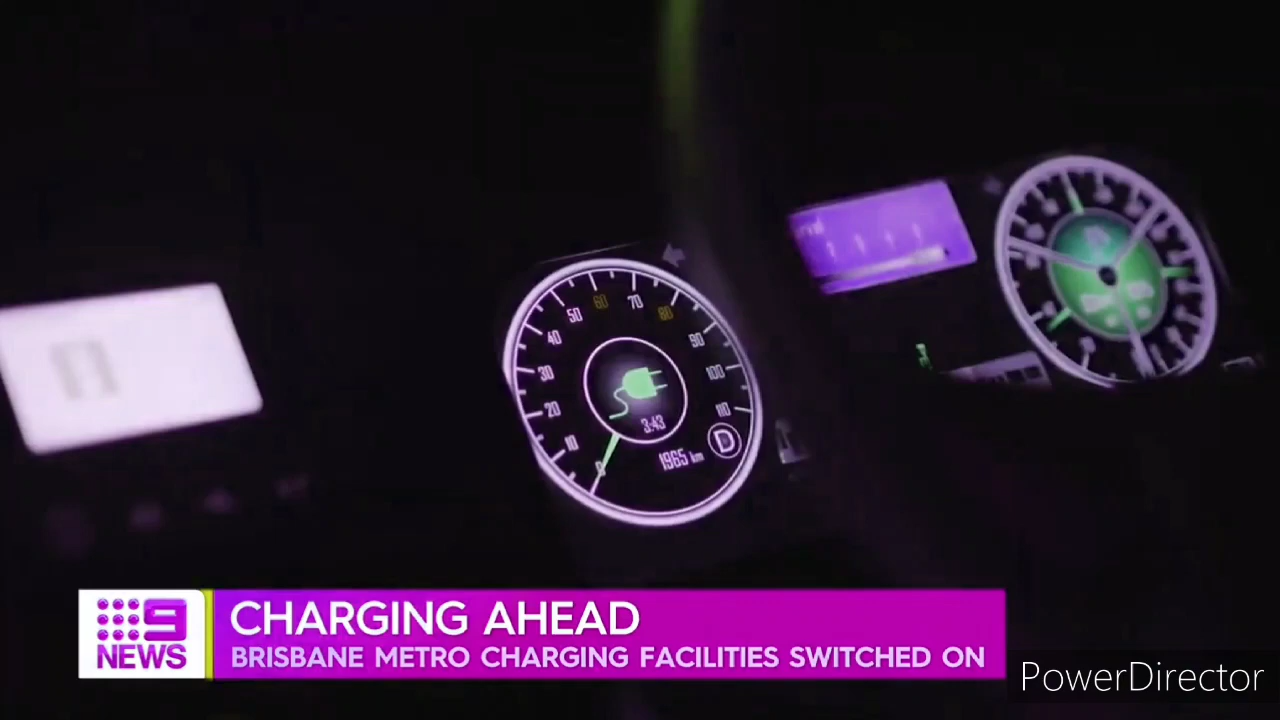 10
20
30
40
50
60
70
80
90
100
110
0
3:43
D
1965 km
9
NEWS
CHARGING AHEAD
BRISBANE METRO CHARGING FACILITIES SWITCHED ON
PowerDirector